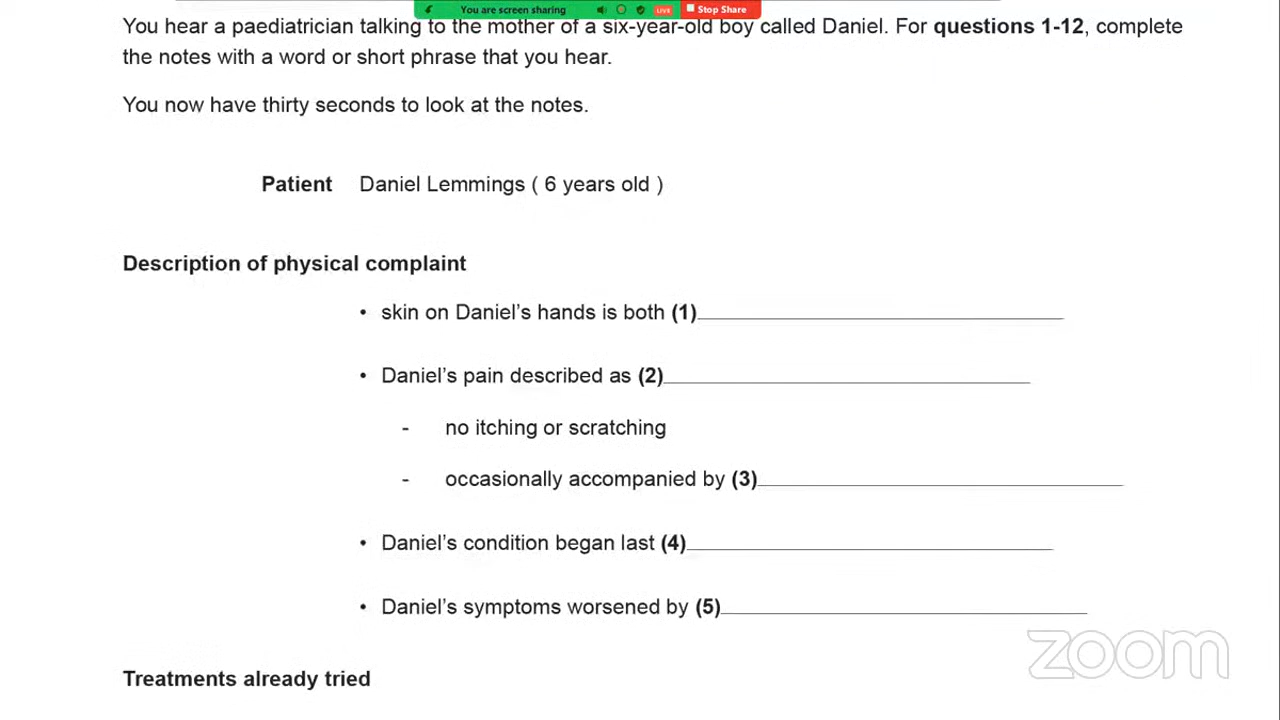 You are screen sharing LIVE Stop Share
You hear a paediatrician talking to the mother of a six-year-old boy called Daniel. For questions 1-12, complete
the notes with a word or short phrase that you hear.
You now have thirty seconds to look at the notes.
Patient Daniel Lemmings ( 6 years old )
Description of physical complaint
• skin on Daniel's hands is both (1)
• Daniel's pain described as (2)
- no itching or scratching
- occasionally accompanied by (3)
• Daniel's condition began last (4)
• Daniel's symptoms worsened by (5)
zoom
Treatments already tried